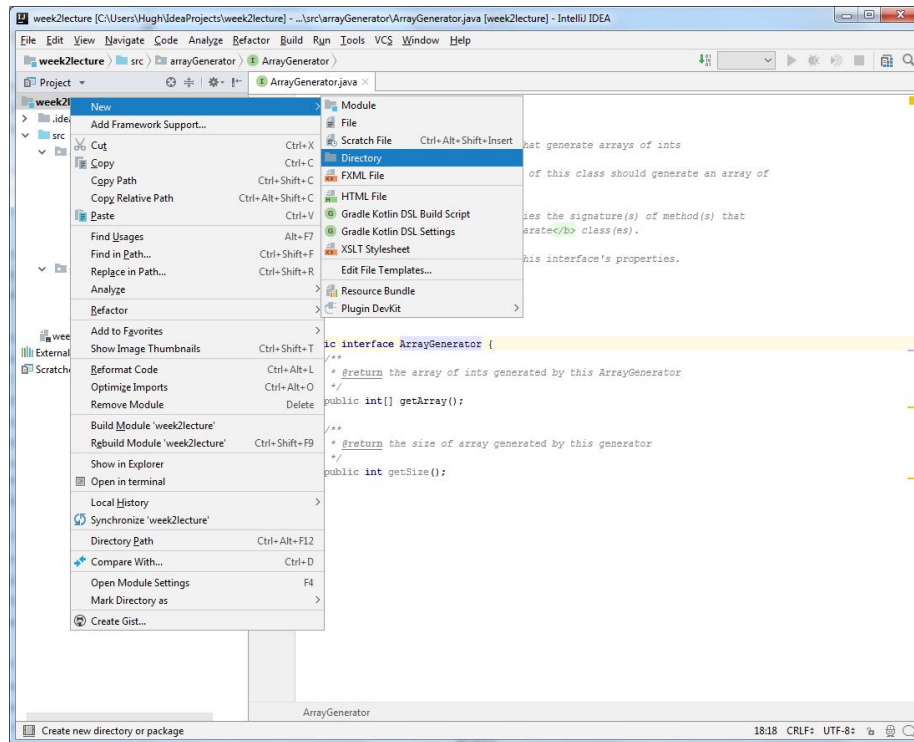 week2lecture [C:\Users\Hugh\IdeaProjects\week2lecture] - ...\src\arrayGenerator\ArrayGenerator.java [week2lecture] - IntelliJ IDEA
File Edit View Navigate Code Analyze Refactor Build Run Tools VCS Window Help
week2lecture src arrayGenerator ArrayGenerator
Project ArrayGenerator.java
week2l
.idea
src
wee
External
Scratche
New
Add Framework Support...
Cut Ctrl+X
Copy Ctrl+C
Copy Path Ctrl+Shift+C
Copy Relative Path Ctrl+Alt+Shift+C
Paste Ctrl+V
Find Usages Alt+F7
Find in Path... Ctrl+Shift+F
Replace in Path... Ctrl+Shift+R
Analyze
Refactor
Add to Favorites
Show Image Thumbnails Ctrl+Shift+T
Reformat Code Ctrl+Alt+L
Optimize Imports Ctrl+Alt+O
Remove Module Delete
Build Module 'week2lecture'
Rebuild Module 'week2lecture' Ctrl+Shift+F9
Show in Explorer
Open in terminal
Local History
Synchronize 'week2lecture'
Directory Path Ctrl+Alt+F12
Compare With... Ctrl+D
Open Module Settings F4
Mark Directory as
Create Gist...
Module
File
Scratch File Ctrl+Alt+Shift+Insert
Directory
FXML File
HTML File
Gradle Kotlin DSL Build Script
Gradle Kotlin DSL Settings
XSLT Stylesheet
Edit File Templates...
Resource Bundle
Plugin DevKit
hat generate arrays of ints
of this class should generate an array of
ies the signature(s) of method(s) that
arate</b> class(es).
his interface's properties.
ic interface ArrayGenerator {
/**
* @return the array of ints generated by this ArrayGenerator
*/
public int[] getArray();
/**
* @return the size of array generated by this generator
*/
public int getSize();
ArrayGenerator
Create new directory or package 18:18 CRLF UTF-8